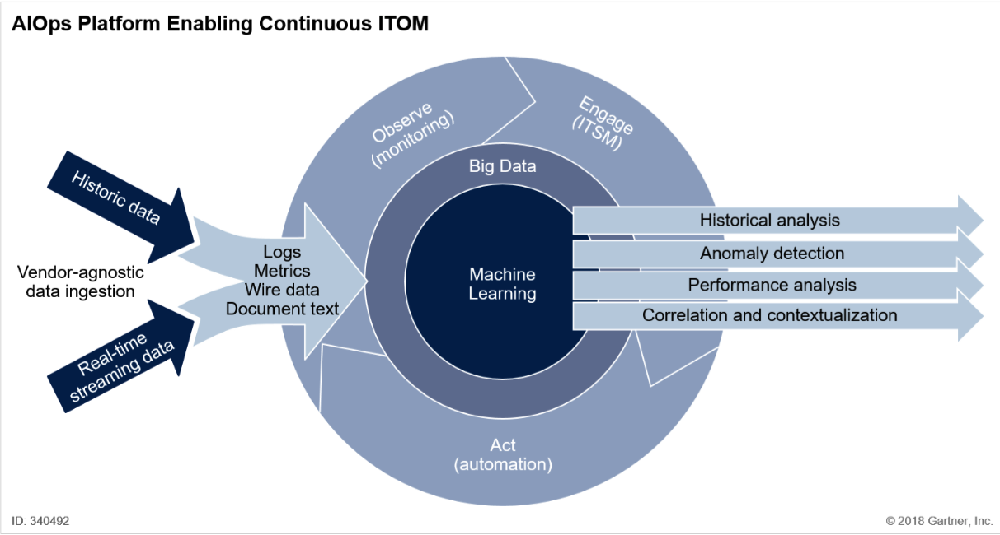 AIOps Platform Enabling Continuous ITOM
Observe
(monitoring)
Engage
(ITSM)
Big Data
Historic data
Vendor-agnostic
data ingestion
Real-time
streaming data
Logs
Metrics
Wire data
Document text
Machine
Learning
Historical analysis
Anomaly detection
Performance analysis
Correlation and contextualization
Act
(automation)
ID: 340492
© 2018 Gartner, Inc.